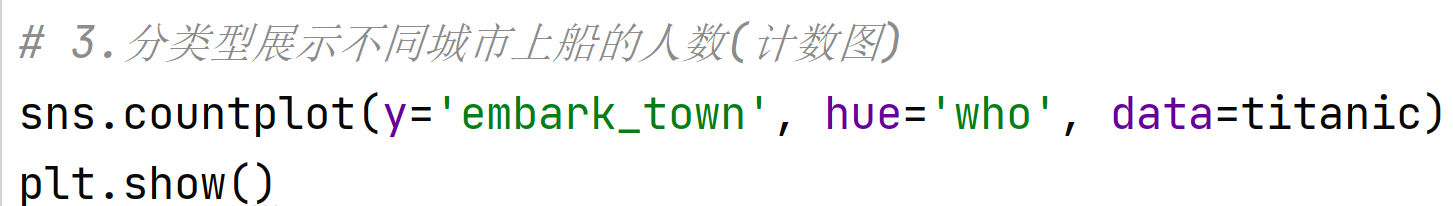 # 3.分类型展示不同城市上船的人数(计数图)
sns.countplot(y='embark_town', hue='who', data=titanic)
plt.show()